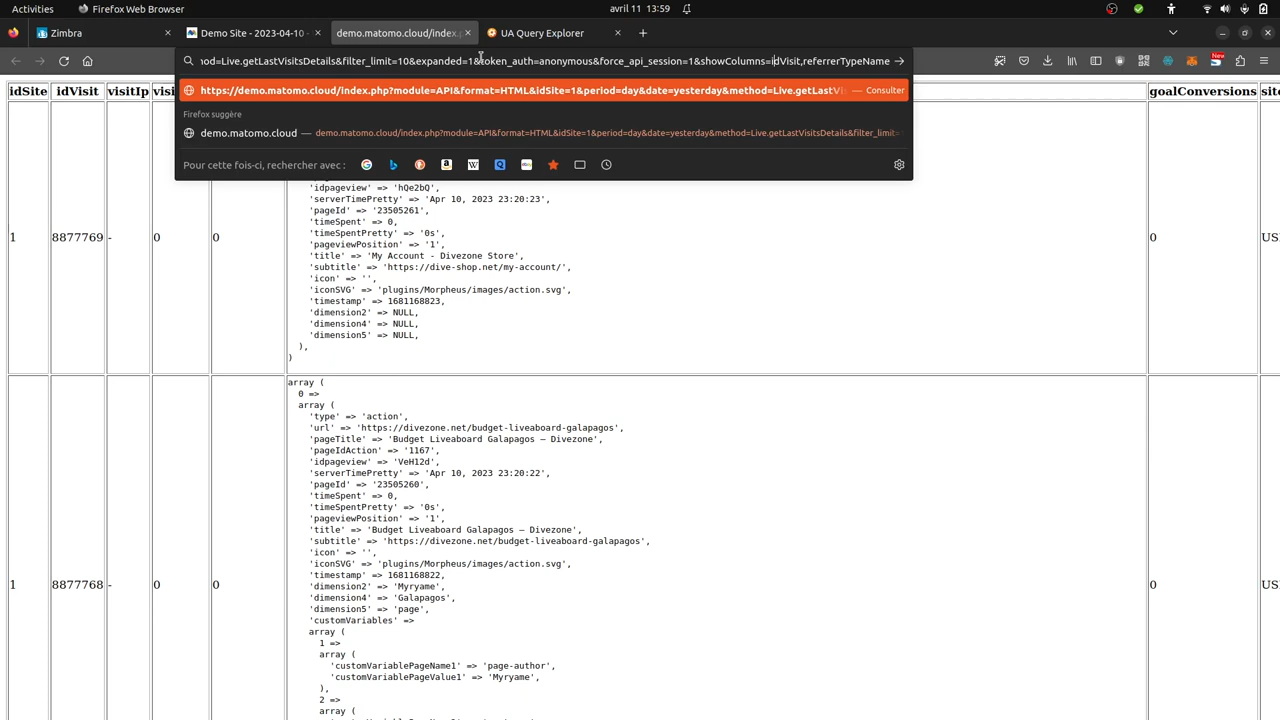 Activities
Firefox Web Browser
avril 11 13:59
Zimbra
Demo Site - 2023-04-10 -
demo.matomo.cloud/index.p
UA Query Explorer
hod=Live.getLastVisitsDetails&filter_limit=10&expanded=1&token_auth=anonymous&force_api_session=1&showColumns=idVisit,referrerTypeName
https://demo.matomo.cloud/index.php?module=API&format=HTML&idSite=1&period=day&date=yesterday&method=Live.getLastVi — Consulter
Firefox suggère
demo.matomo.cloud — demo.matomo.cloud/index.php?module=API&format=HTML&idSite=1&period=day&date=yesterday&method=Live.getLastVisitsDetails&filter_limit=
Pour cette fois-ci, rechercher avec :
New
idSite idVisit visitIp visi goalConversions site
'idpageview' => 'hQe2bQ',
'serverTimePretty' => 'Apr 10, 2023 23:20:23',
'pageId' => '23505261',
'timeSpent' => 0,
'timeSpentPretty' => '0s',
1 8877769 - 0 0 0 US
'pageviewPosition' => '1',
'title' => 'My Account - Divezone Store',
'subtitle' => 'https://dive-shop.net/my-account/',
'icon' => '',
'iconSVG' => 'plugins/Morpheus/images/action.svg',
'timestamp' => 1681168823,
'dimension2' => NULL,
'dimension4' => NULL,
'dimension5' => NULL,
),
)
array (
0 =>
array (
'type' => 'action',
'url' => 'https://divezone.net/budget-liveaboard-galapagos',
'pageTitle' => 'Budget Liveaboard Galapagos – Divezone',
'pageIdAction' => '1167',
'idpageview' => 'VeH12d',
'serverTimePretty' => 'Apr 10, 2023 23:20:22',
'pageId' => '23505260',
'timeSpent' => 0,
'timeSpentPretty' => '0s',
'pageviewPosition' => '1',
'title' => 'Budget Liveaboard Galapagos – Divezone',
'subtitle' => 'https://divezone.net/budget-liveaboard-galapagos',
'icon' => '',
'iconSVG' => 'plugins/Morpheus/images/action.svg',
'timestamp' => 1681168822,
1 8877768 - 0 0 0 US
'dimension2' => 'Myryame',
'dimension4' => 'Galapagos',
'dimension5' => 'page',
'customVariables' =>
array (
1 =>
array (
'customVariablePageName1' => 'page-author',
'customVariablePageValue1' => 'Myryame',
),
2 =>
array (